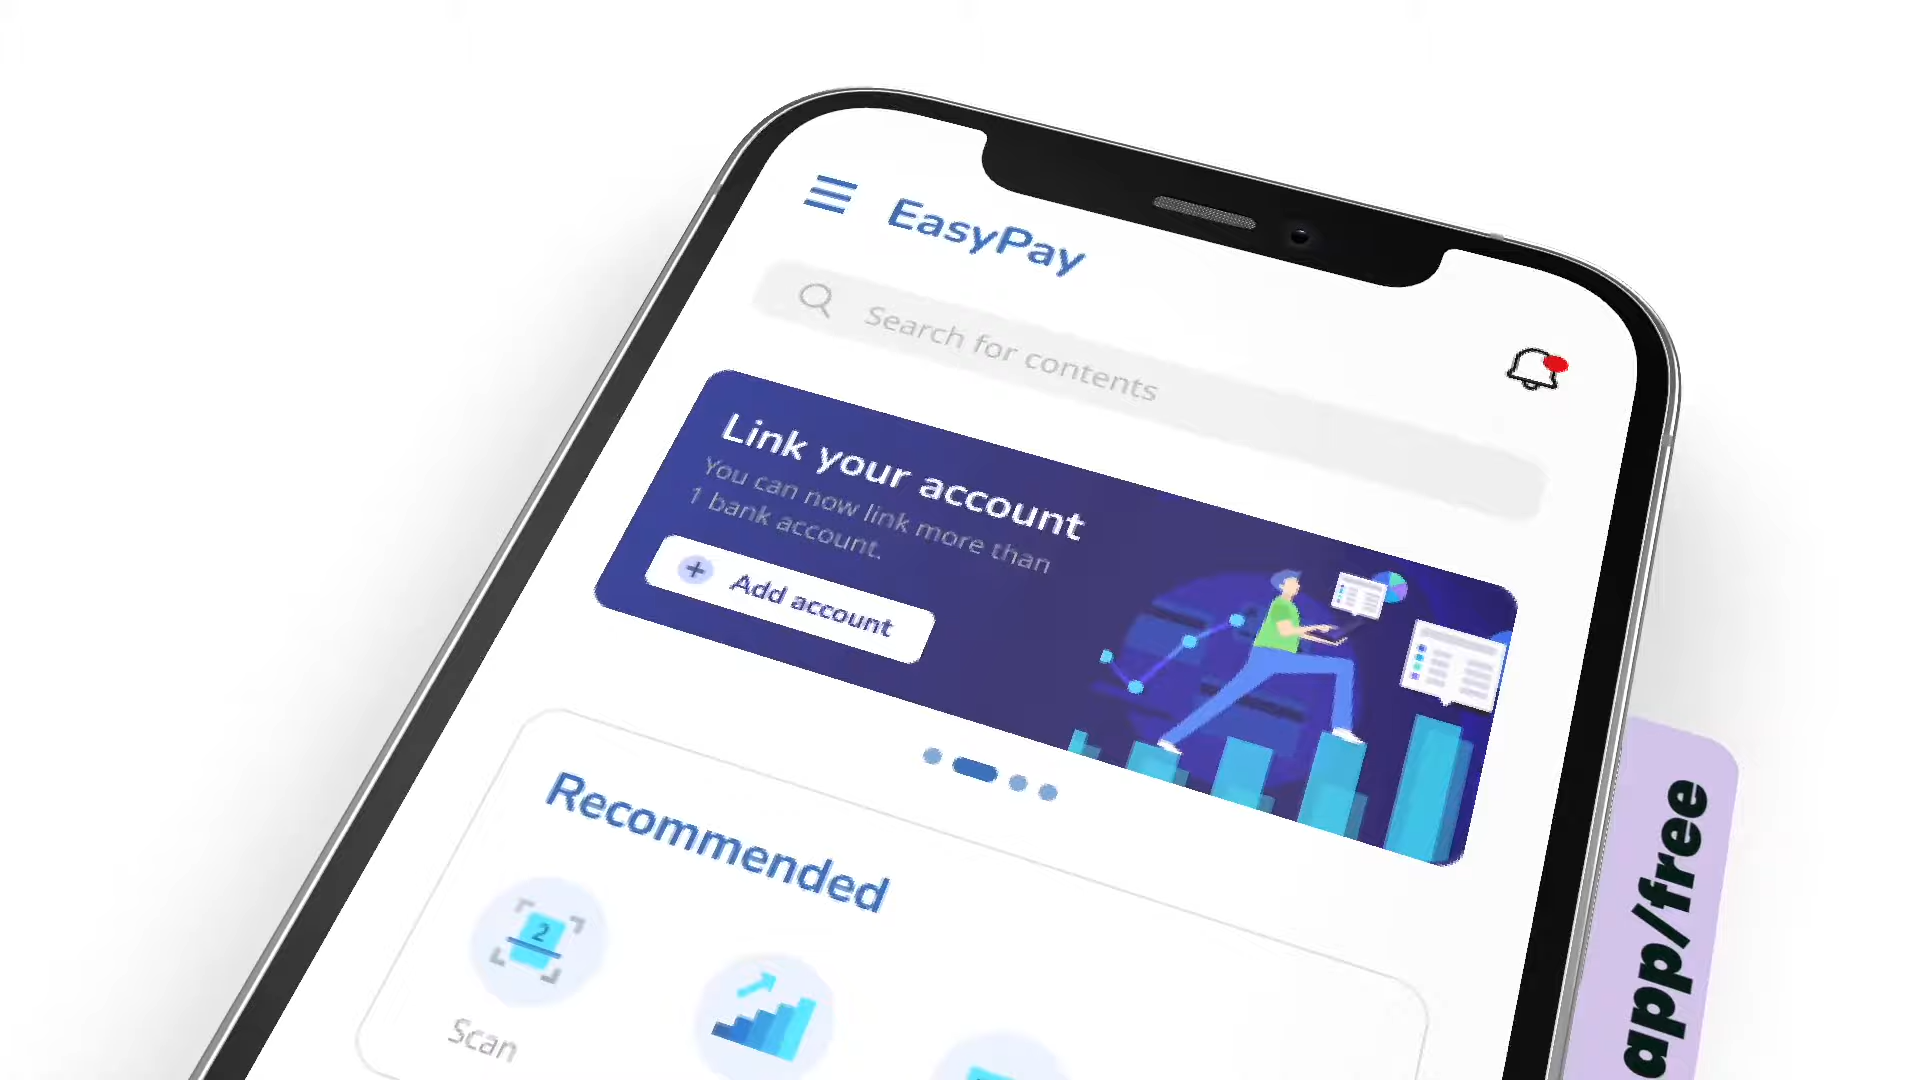 EasyPay
Search for contents
Link your account
You can now link more than
1 bank account.
+ Add account
Recommended
2
Scan
app/free